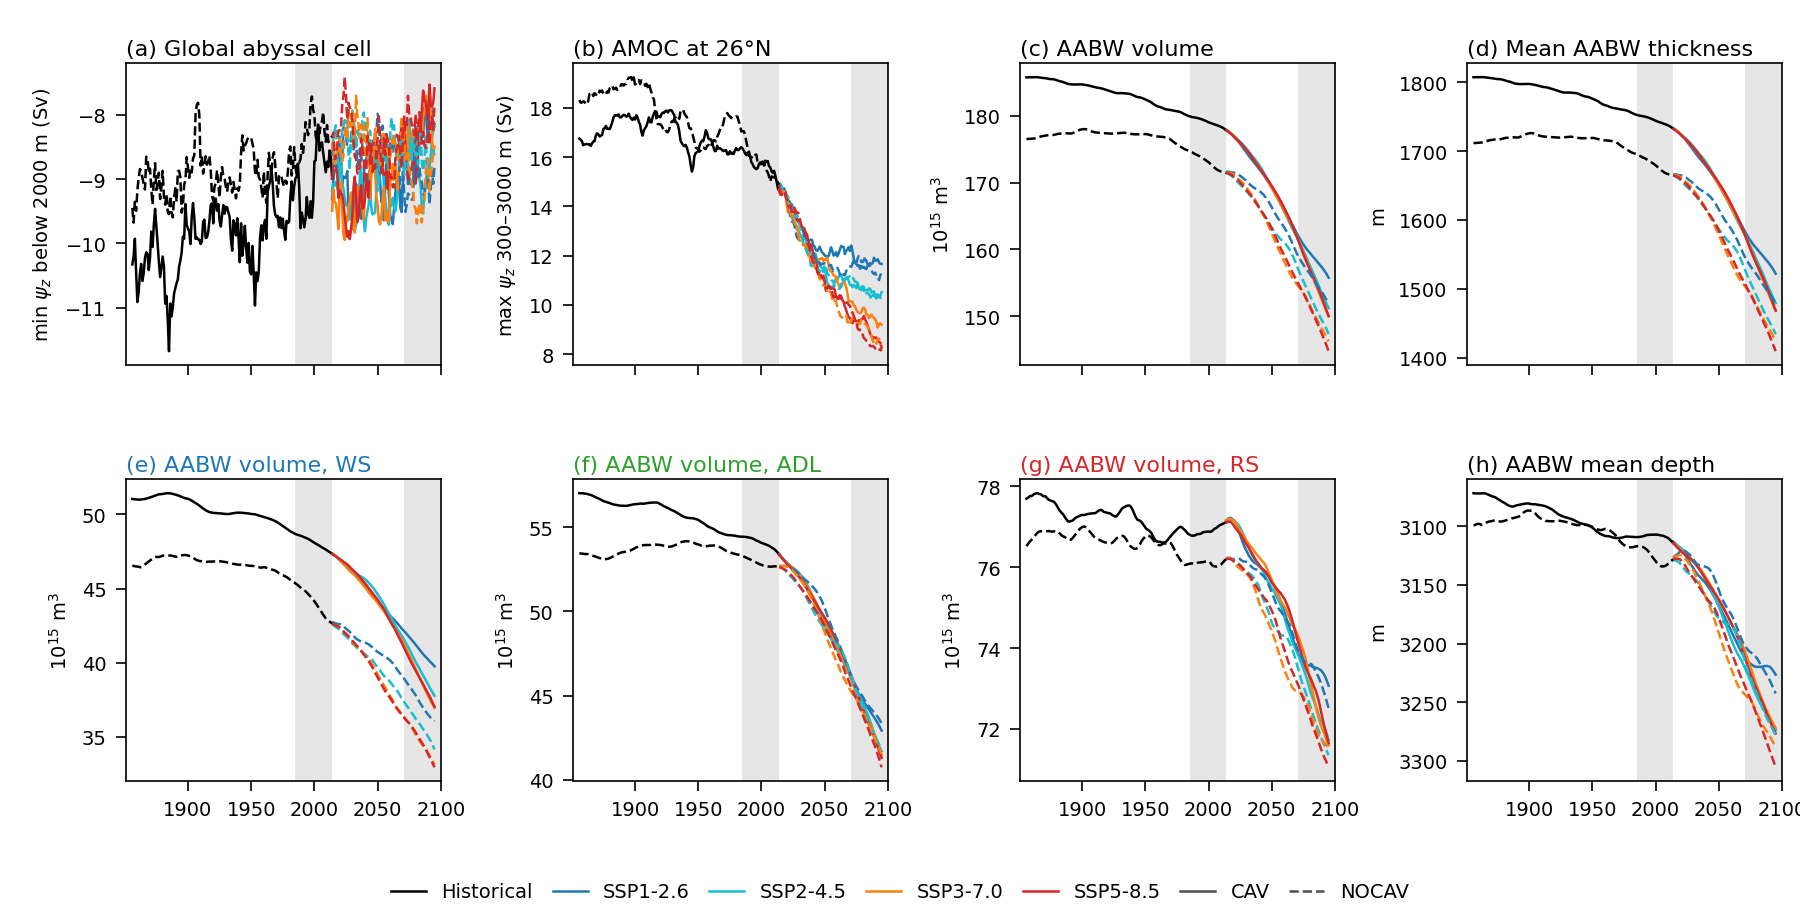 (a) Global abyssal cell
min ψz below 2000 m (Sv)
−8
−9
−10
−11
(b) AMOC at 26°N
max ψz 300–3000 m (Sv)
18
16
14
12
10
8
(c) AABW volume
10¹⁵ m³
180
170
160
150
(d) Mean AABW thickness
m
1800
1700
1600
1500
1400
(e) AABW volume, WS
10¹⁵ m³
50
45
40
35
1900 1950 2000 2050 2100
(f) AABW volume, ADL
10¹⁵ m³
55
50
45
40
1900 1950 2000 2050 2100
(g) AABW volume, RS
10¹⁵ m³
78
76
74
72
1900 1950 2000 2050 2100
(h) AABW mean depth
m
3100
3150
3200
3250
3300
1900 1950 2000 2050 2100
Historical SSP1-2.6 SSP2-4.5 SSP3-7.0 SSP5-8.5 CAV NOCAV